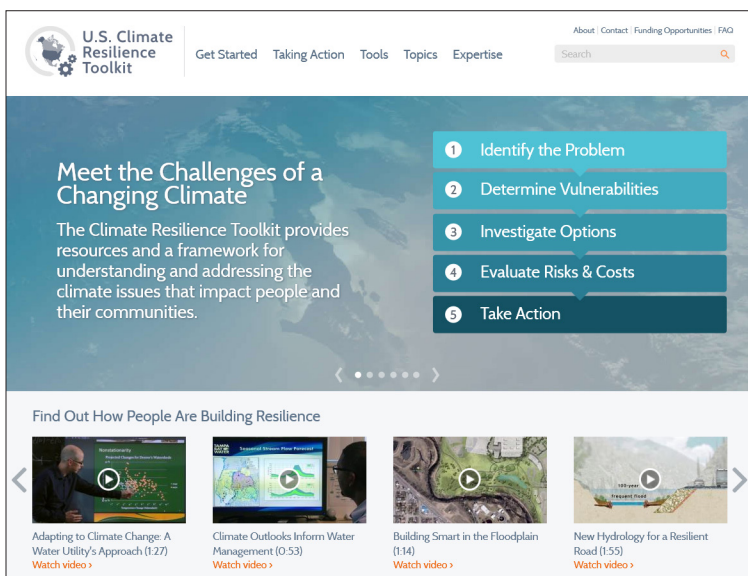 About | Contact | Funding Opportunities | FAQ
U.S. Climate
Resilience
Toolkit
Get Started Taking Action Tools Topics Expertise
Search
Meet the Challenges of a
Changing Climate
The Climate Resilience Toolkit provides
resources and a framework for
understanding and addressing the
climate issues that impact people and
their communities.
1 Identify the Problem
2 Determine Vulnerabilities
3 Investigate Options
4 Evaluate Risks & Costs
5 Take Action
Find Out How People Are Building Resilience
Nonstationarity
TAMPA
BAY
WATER
Seasonal Stream Flow Forecast
100-year
frequent flood
Adapting to Climate Change: A
Water Utility's Approach (1:27)
Watch video ›
Climate Outlooks Inform Water
Management (0:53)
Watch video ›
Building Smart in the Floodplain
(1:14)
Watch video ›
New Hydrology for a Resilient
Road (1:55)
Watch video ›